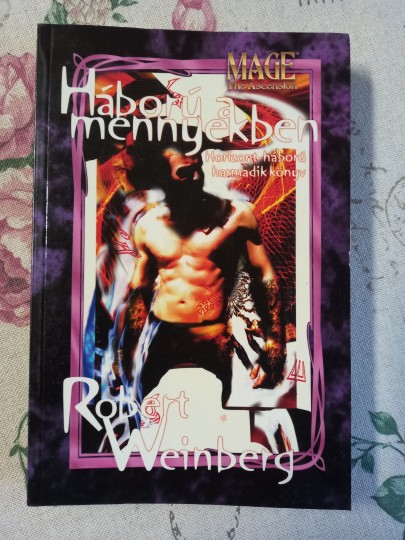 MAGE
The Ascension
Háború a
mennyekben
Horizont háború
harmadik könyv
Robert
Weinberg